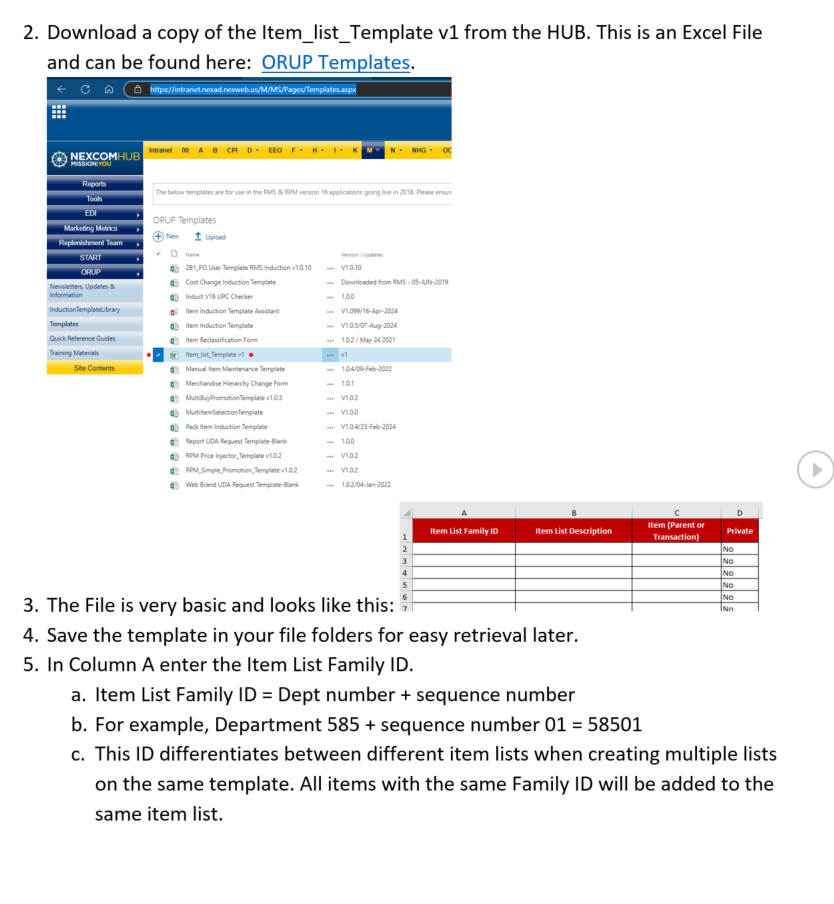 2. Download a copy of the Item_list_Template v1 from the HUB. This is an Excel File
and can be found here: ORUP Templates.
https://intranet.nexad.nexweb.us/M/MS/Pages/Templates.aspx
NEXCOMHUB
MISSION:YOU
Intranet 00 A B CPI D EEO F H I K M N NHG OC
Reports
Tools
EDI
Marketing Metrics
Replenishment Team
START
ORUP
Newsletters, Updates &
Information
InductionTemplateLibrary
Templates
Quick Reference Guides
Training Materials
Site Contents
The below templates are for use in the RMS & RPM version 16 applications going live in 2018. Please ensur
ORUP Templates
New Upload
Name Version / Updates
281_PO User Template RMS Induction v1.0.10 ... V1.0.10
Cost Change Induction Template ... Downloaded from RMS - 05-JUN-2019
Induct V16 UPC Checker ... 1.0.0
Item Induction Template Assistant ... V1.099/16-Apr-2024
Item Induction Template ... V1.0.5/07-Aug-2024
Item Reclassification Form ... 1.0.2 / May 24 2021
Item_list_Template v1 ... v1
Manual Item Maintenance Template ... 1.0.4/09-Feb-2022
Merchandise Hierarchy Change Form ... 1.0.1
MultiBuyPromotionTemplate v1.0.3 ... V1.0.3
MultiItemSelectionTemplate ... V1.0.0
Pack Item Induction Template ... V1.0.4/23-Feb-2024
Report UDA Request Template-Blank ... 1.0.0
RPM Price Injector_Template v1.0.2 ... V1.0.2
RPM_Simple_Promotion_Template v1.0.2 ... V1.0.2
Web Brand UDA Request Template-Blank ... 1.0.2/04-Jan-2022
A B C D
1 Item List Family ID Item List Description Item (Parent or
Transaction) Private
2 No
3 No
4 No
5 No
6 No
7 No
3. The File is very basic and looks like this:
4. Save the template in your file folders for easy retrieval later.
5. In Column A enter the Item List Family ID.
a. Item List Family ID = Dept number + sequence number
b. For example, Department 585 + sequence number 01 = 58501
c. This ID differentiates between different item lists when creating multiple lists
on the same template. All items with the same Family ID will be added to the
same item list.